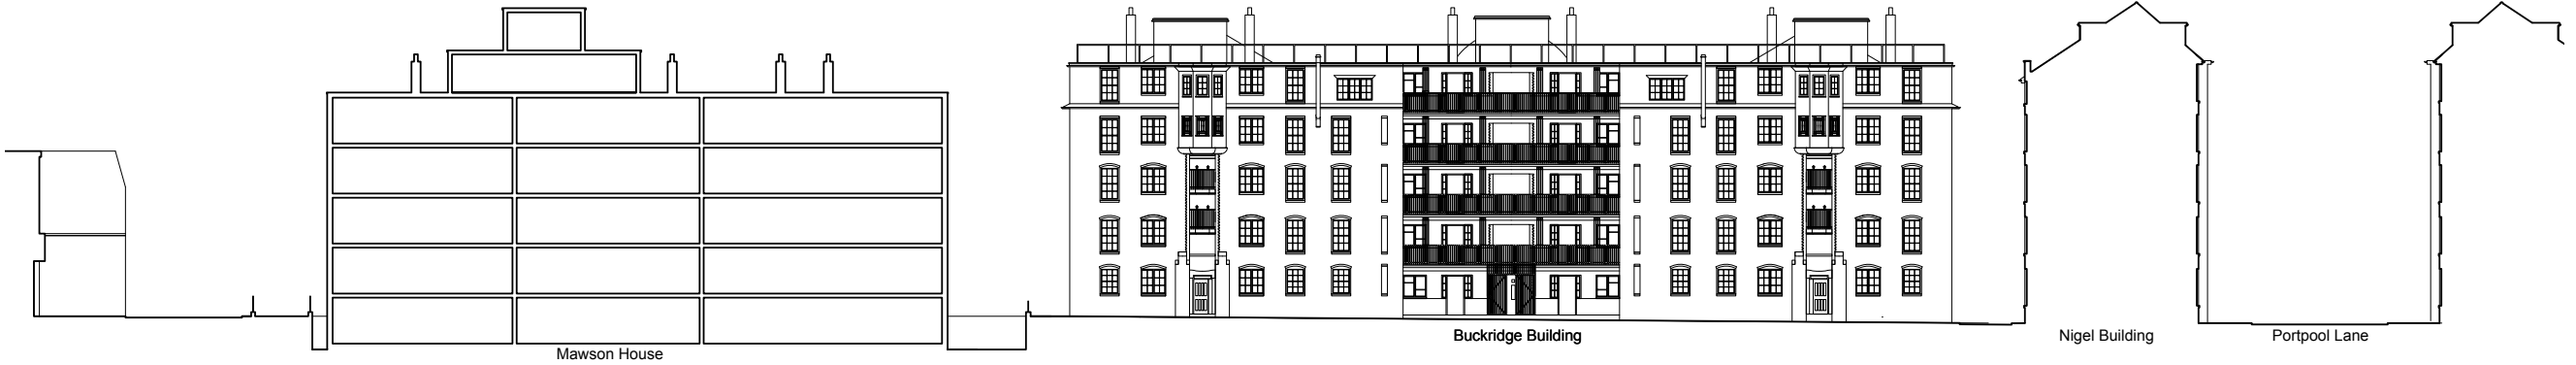 Mawson House
Buckridge Building
Nigel Building
Portpool Lane